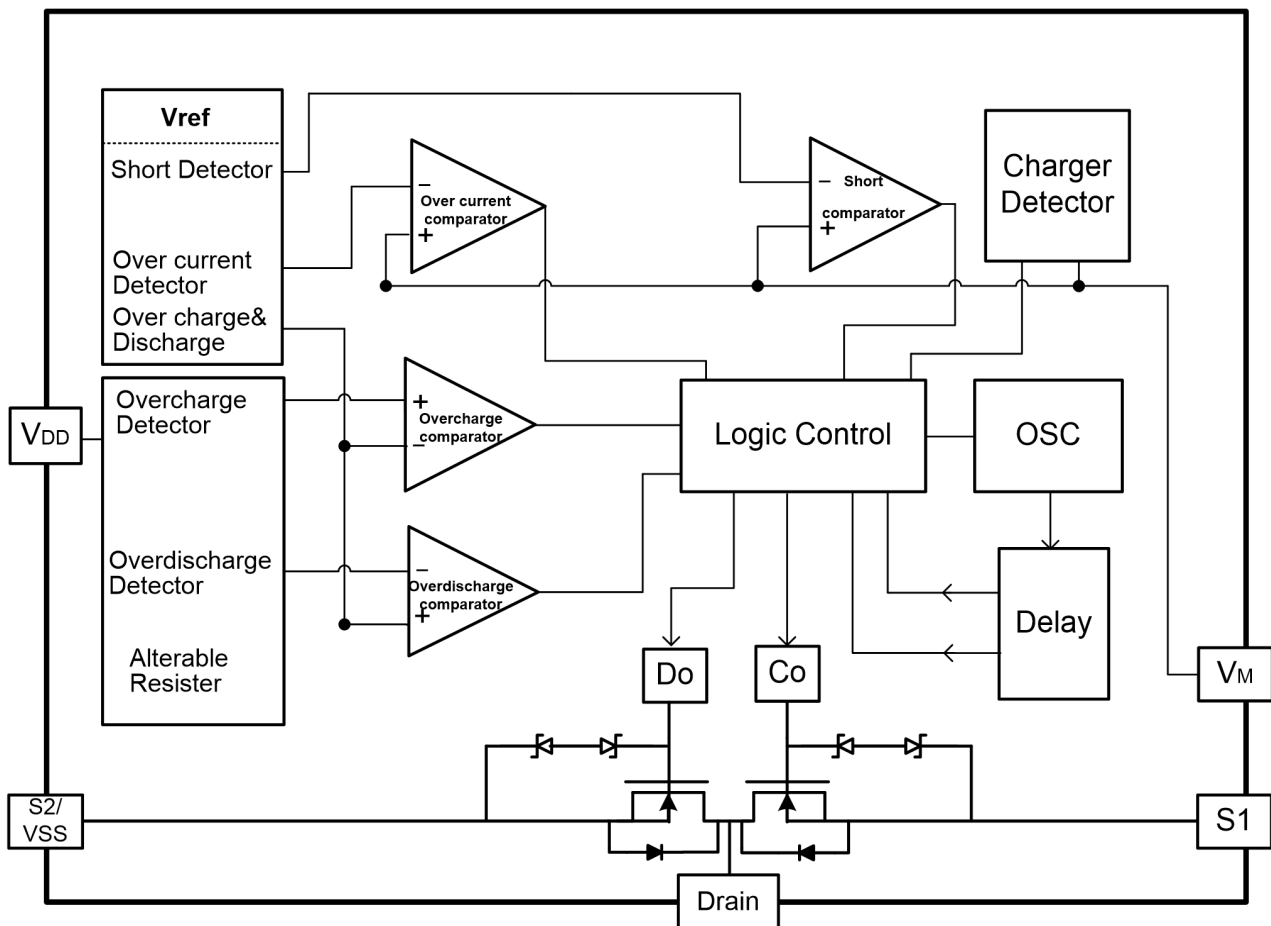 Vref
Short Detector
Over current
Detector
Over charge&
Discharge
Overcharge
Detector
Overdischarge
Detector
Alterable
Resister
VDD
−
Over current
comparator
+
− Short
comparator
+
Charger
Detector
+
Overcharge
comparator
−
−
Overdischarge
comparator
+
Logic Control
OSC
Delay
Do
Co
VM
S2/
VSS
S1
Drain